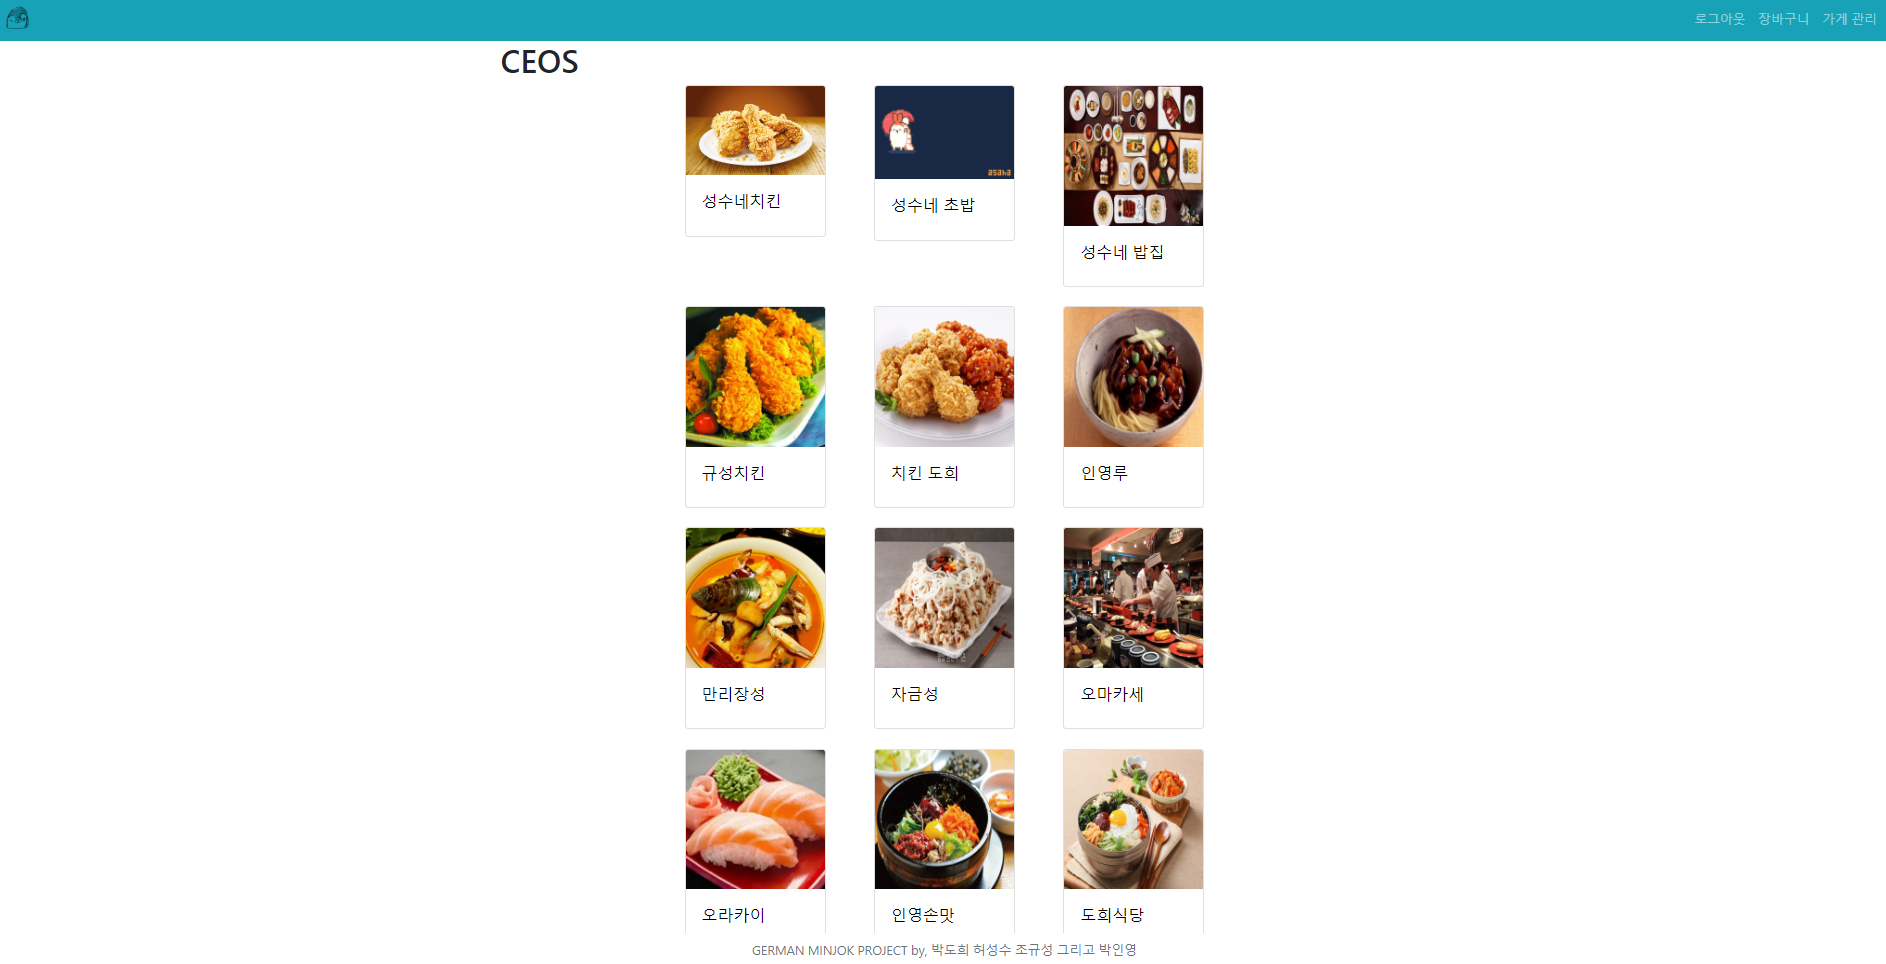 로그아웃 장바구니 가게 관리
CEOS
asaha
성수네치킨
성수네 초밥
성수네 밥집
규성치킨
치킨 도희
인영루
만리장성
자금성
오마카세
오라카이
인영손맛
도희식당
GERMAN MINJOK PROJECT by, 박도희 허성수 조규성 그리고 박인영